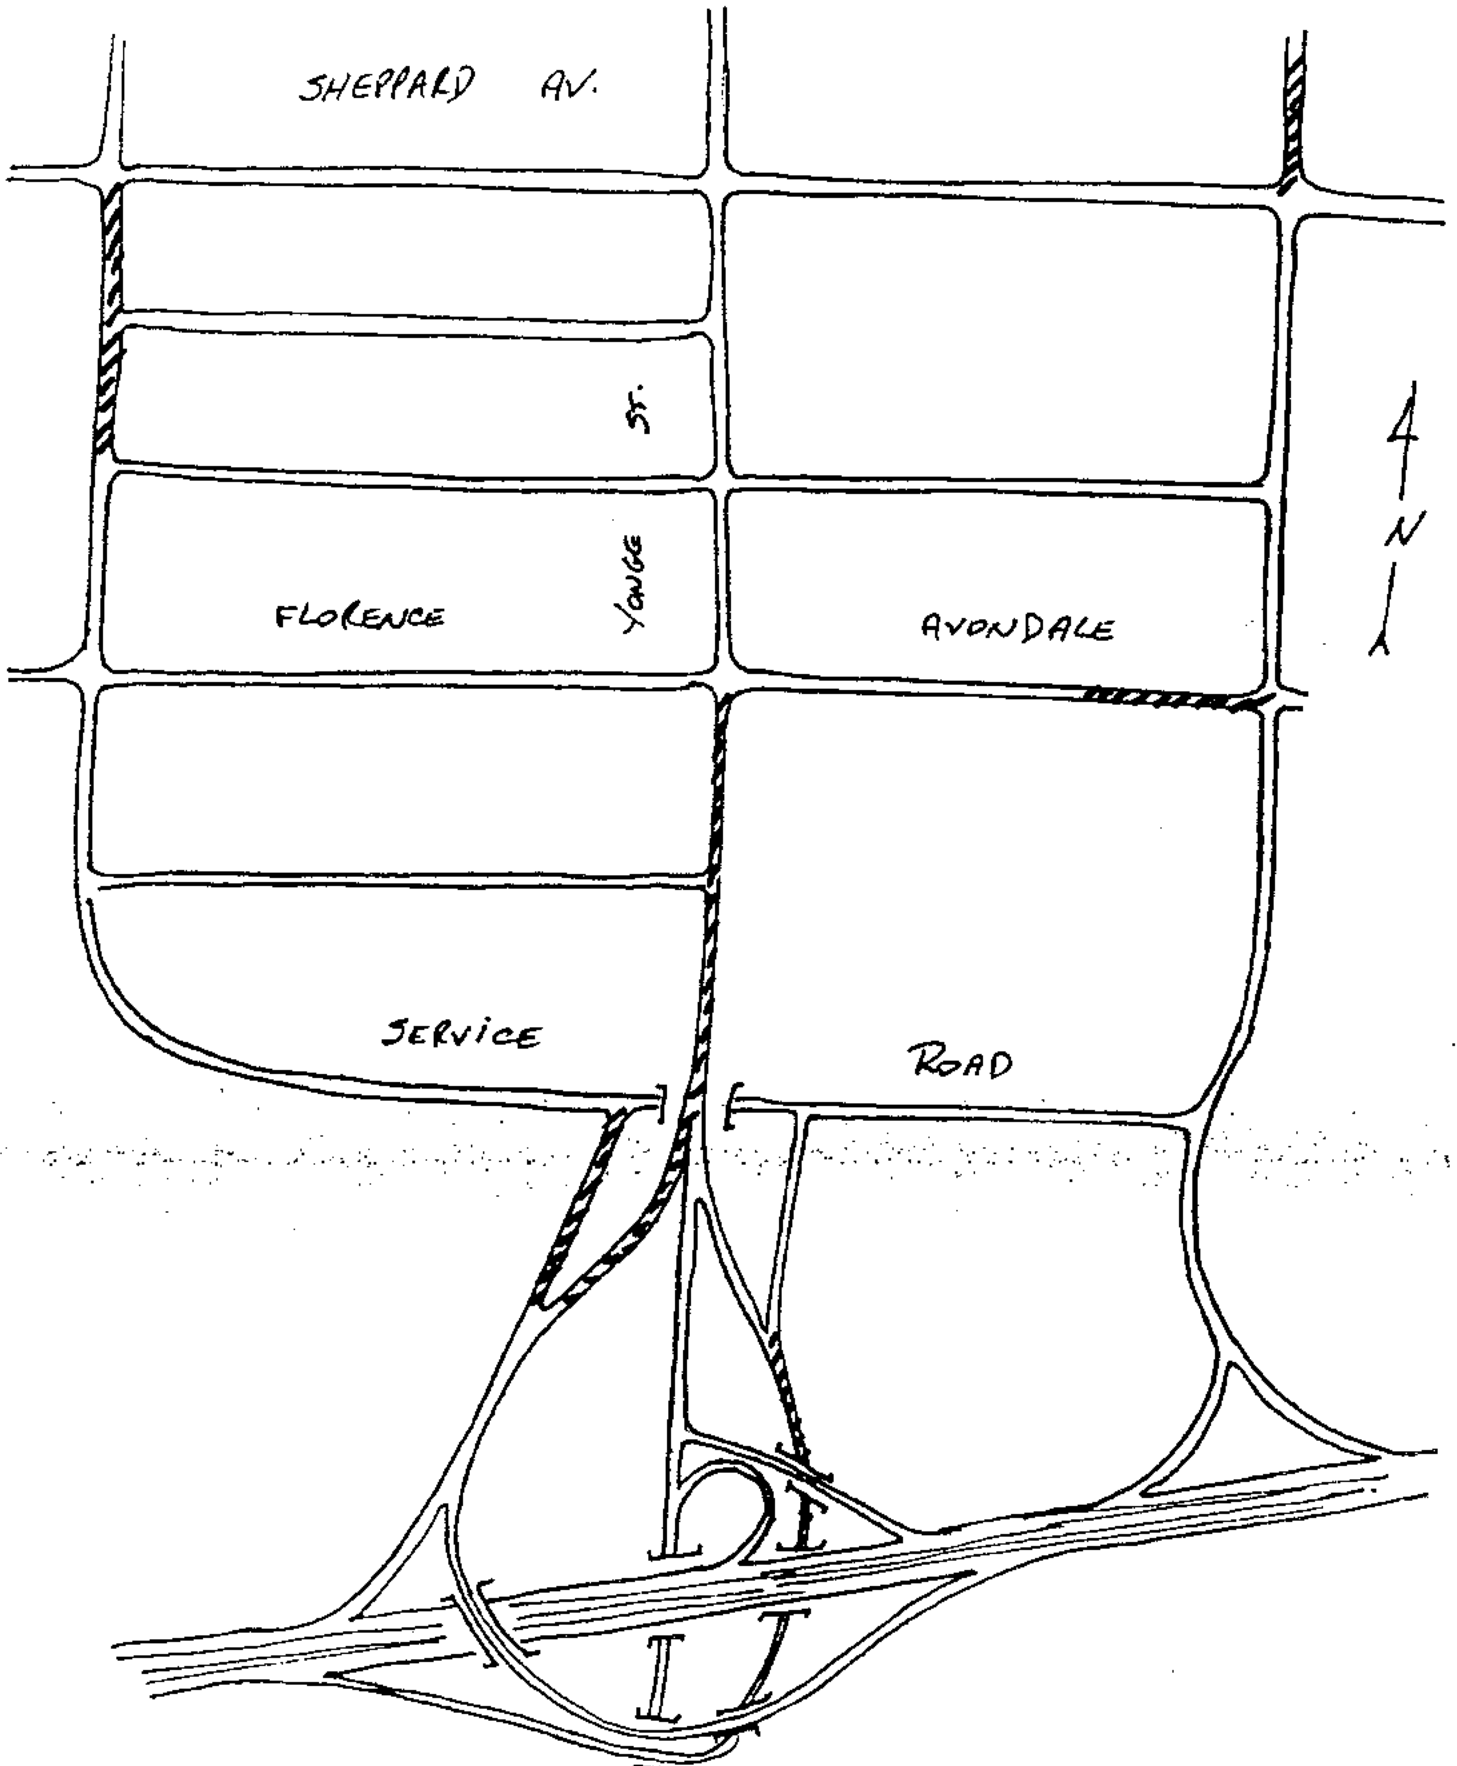 SHEPPARD AV.
YONGE ST.
N
FLORENCE
AVONDALE
SERVICE ROAD